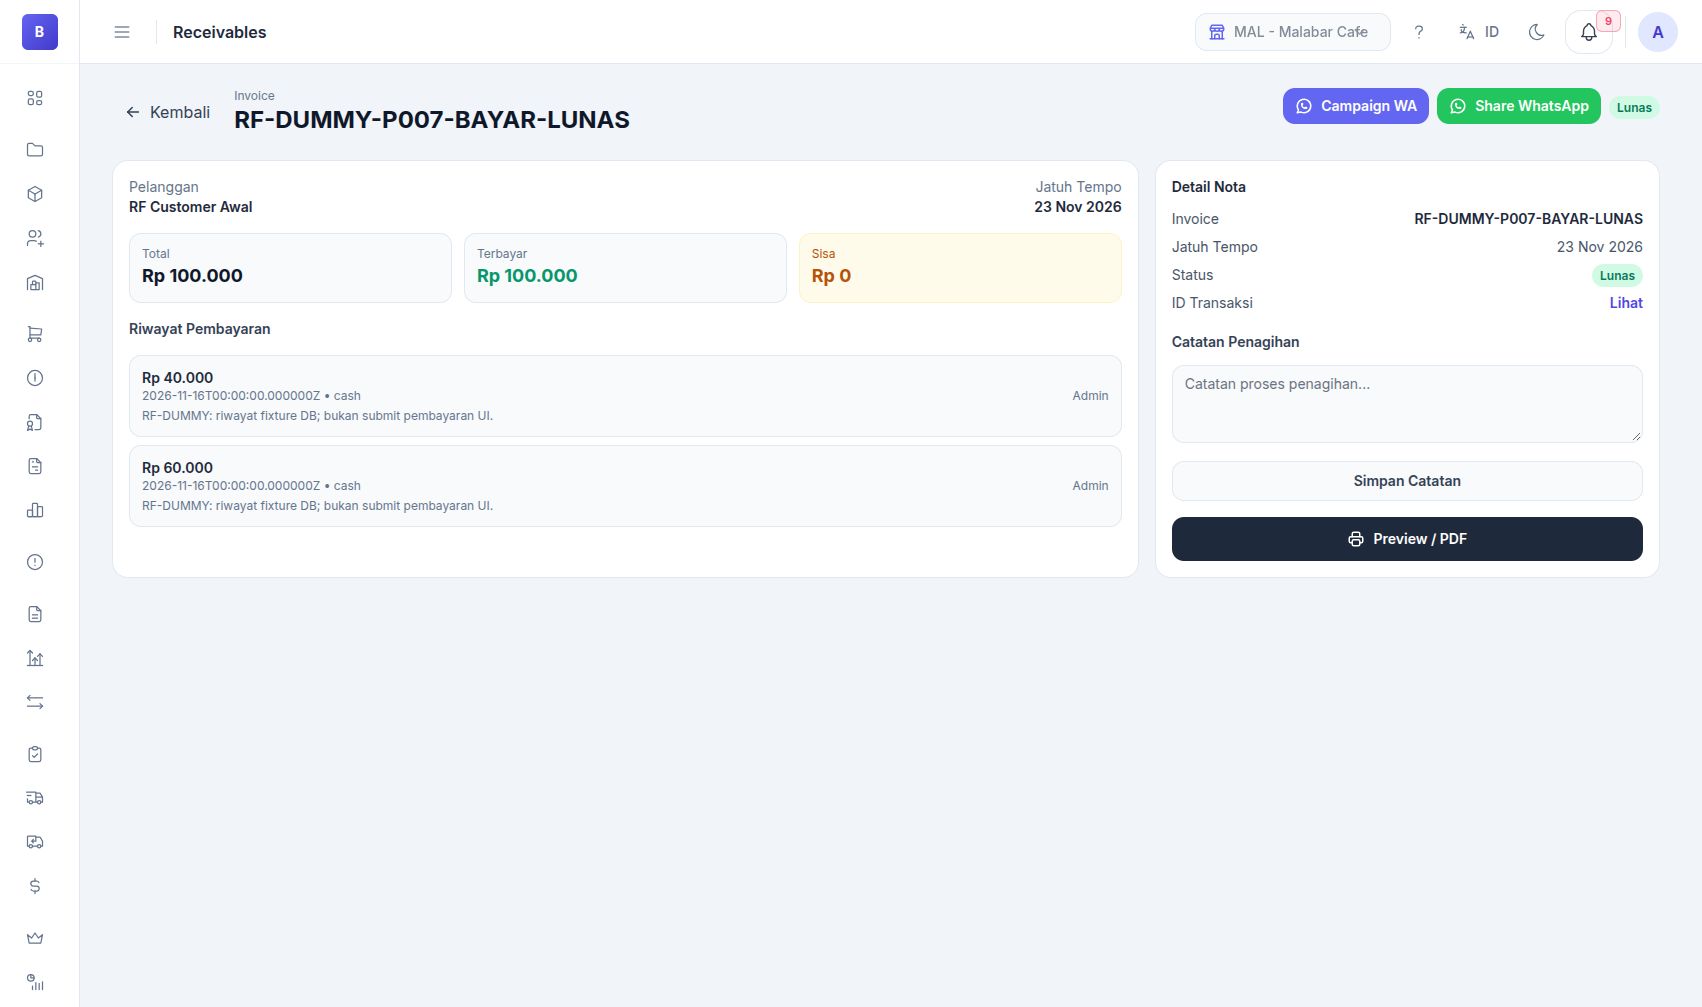 B
Receivables
MAL - Malabar Cafe
?
ID
9
A
Kembali
Invoice
RF-DUMMY-P007-BAYAR-LUNAS
Campaign WA
Share WhatsApp
Lunas
Pelanggan
RF Customer Awal
Jatuh Tempo
23 Nov 2026
Total
Rp 100.000
Terbayar
Rp 100.000
Sisa
Rp 0
Riwayat Pembayaran
Rp 40.000
2026-11-16T00:00:00.000000Z • cash
RF-DUMMY: riwayat fixture DB; bukan submit pembayaran UI.
Admin
Rp 60.000
2026-11-16T00:00:00.000000Z • cash
RF-DUMMY: riwayat fixture DB; bukan submit pembayaran UI.
Admin
Detail Nota
Invoice RF-DUMMY-P007-BAYAR-LUNAS
Jatuh Tempo 23 Nov 2026
Status Lunas
ID Transaksi Lihat
Catatan Penagihan
Catatan proses penagihan...
Simpan Catatan
Preview / PDF